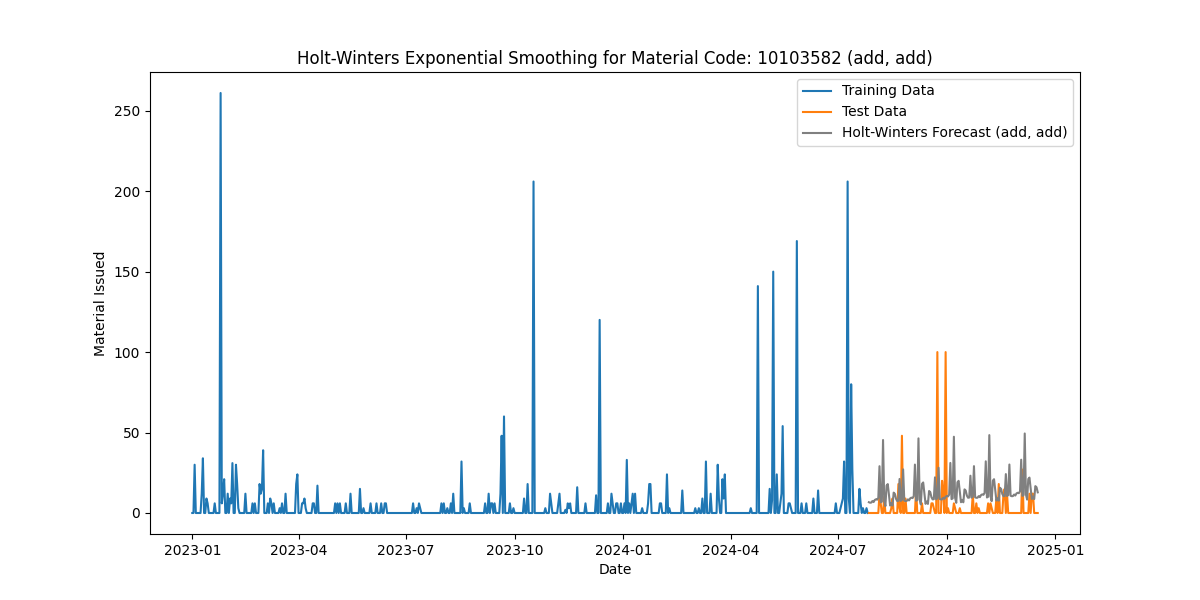 Holt-Winters Exponential Smoothing for Material Code: 10103582 (add, add)
Training Data
Test Data
Holt-Winters Forecast (add, add)
Material Issued
250
200
150
100
50
0
2023-01 2023-04 2023-07 2023-10 2024-01 2024-04 2024-07 2024-10 2025-01
Date